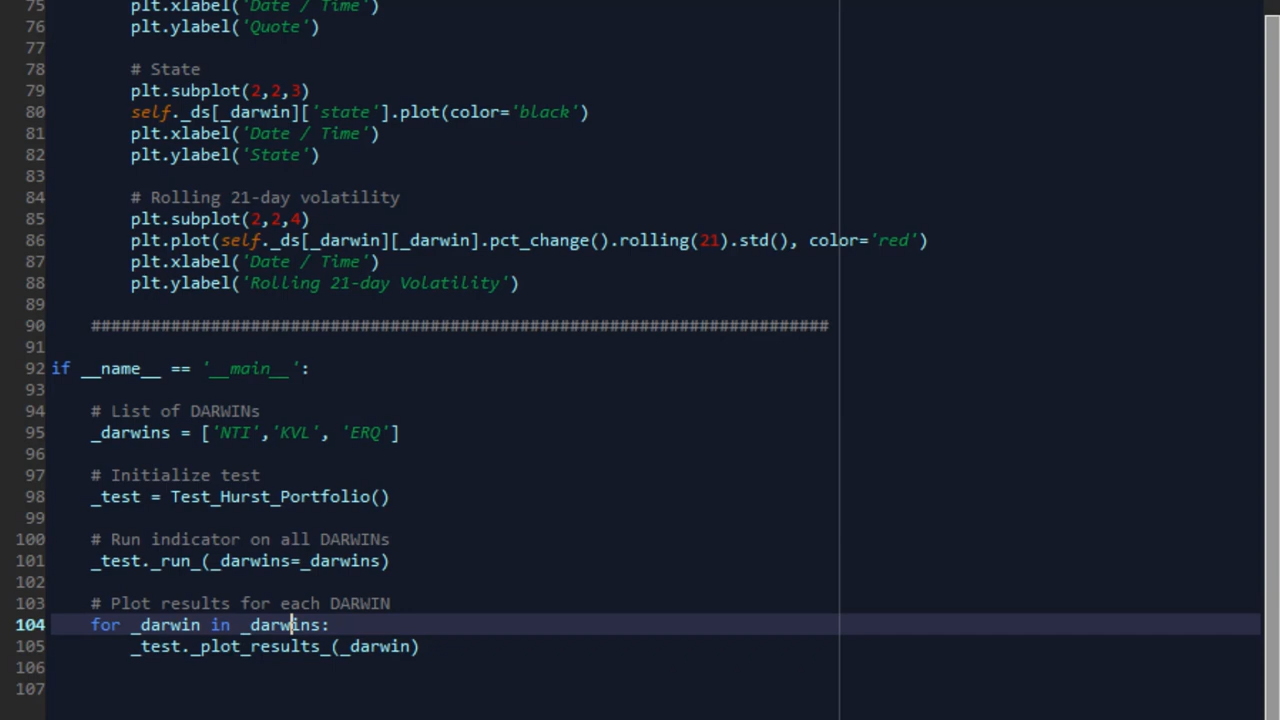 75 plt.xlabel('Date / Time')
76 plt.ylabel('Quote')
77
78 # State
79 plt.subplot(2,2,3)
80 self._ds[_darwin]['state'].plot(color='black')
81 plt.xlabel('Date / Time')
82 plt.ylabel('State')
83
84 # Rolling 21-day volatility
85 plt.subplot(2,2,4)
86 plt.plot(self._ds[_darwin][_darwin].pct_change().rolling(21).std(), color='red')
87 plt.xlabel('Date / Time')
88 plt.ylabel('Rolling 21-day Volatility')
89
90 ##########################################################################
91
92 if __name__ == '__main__':
93
94 # List of DARWINs
95 _darwins = ['NTI','KVL', 'ERQ']
96
97 # Initialize test
98 _test = Test_Hurst_Portfolio()
99
100 # Run indicator on all DARWINs
101 _test._run_(_darwins=_darwins)
102
103 # Plot results for each DARWIN
104 for _darwin in _darwins:
105 _test._plot_results_(_darwin)
106
107